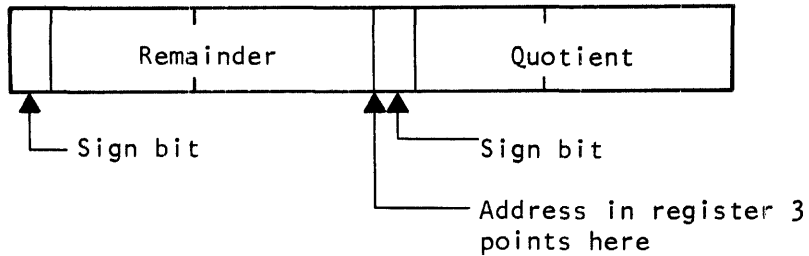 Remainder
Quotient
Sign bit
Sign bit
Address in register 3
points here